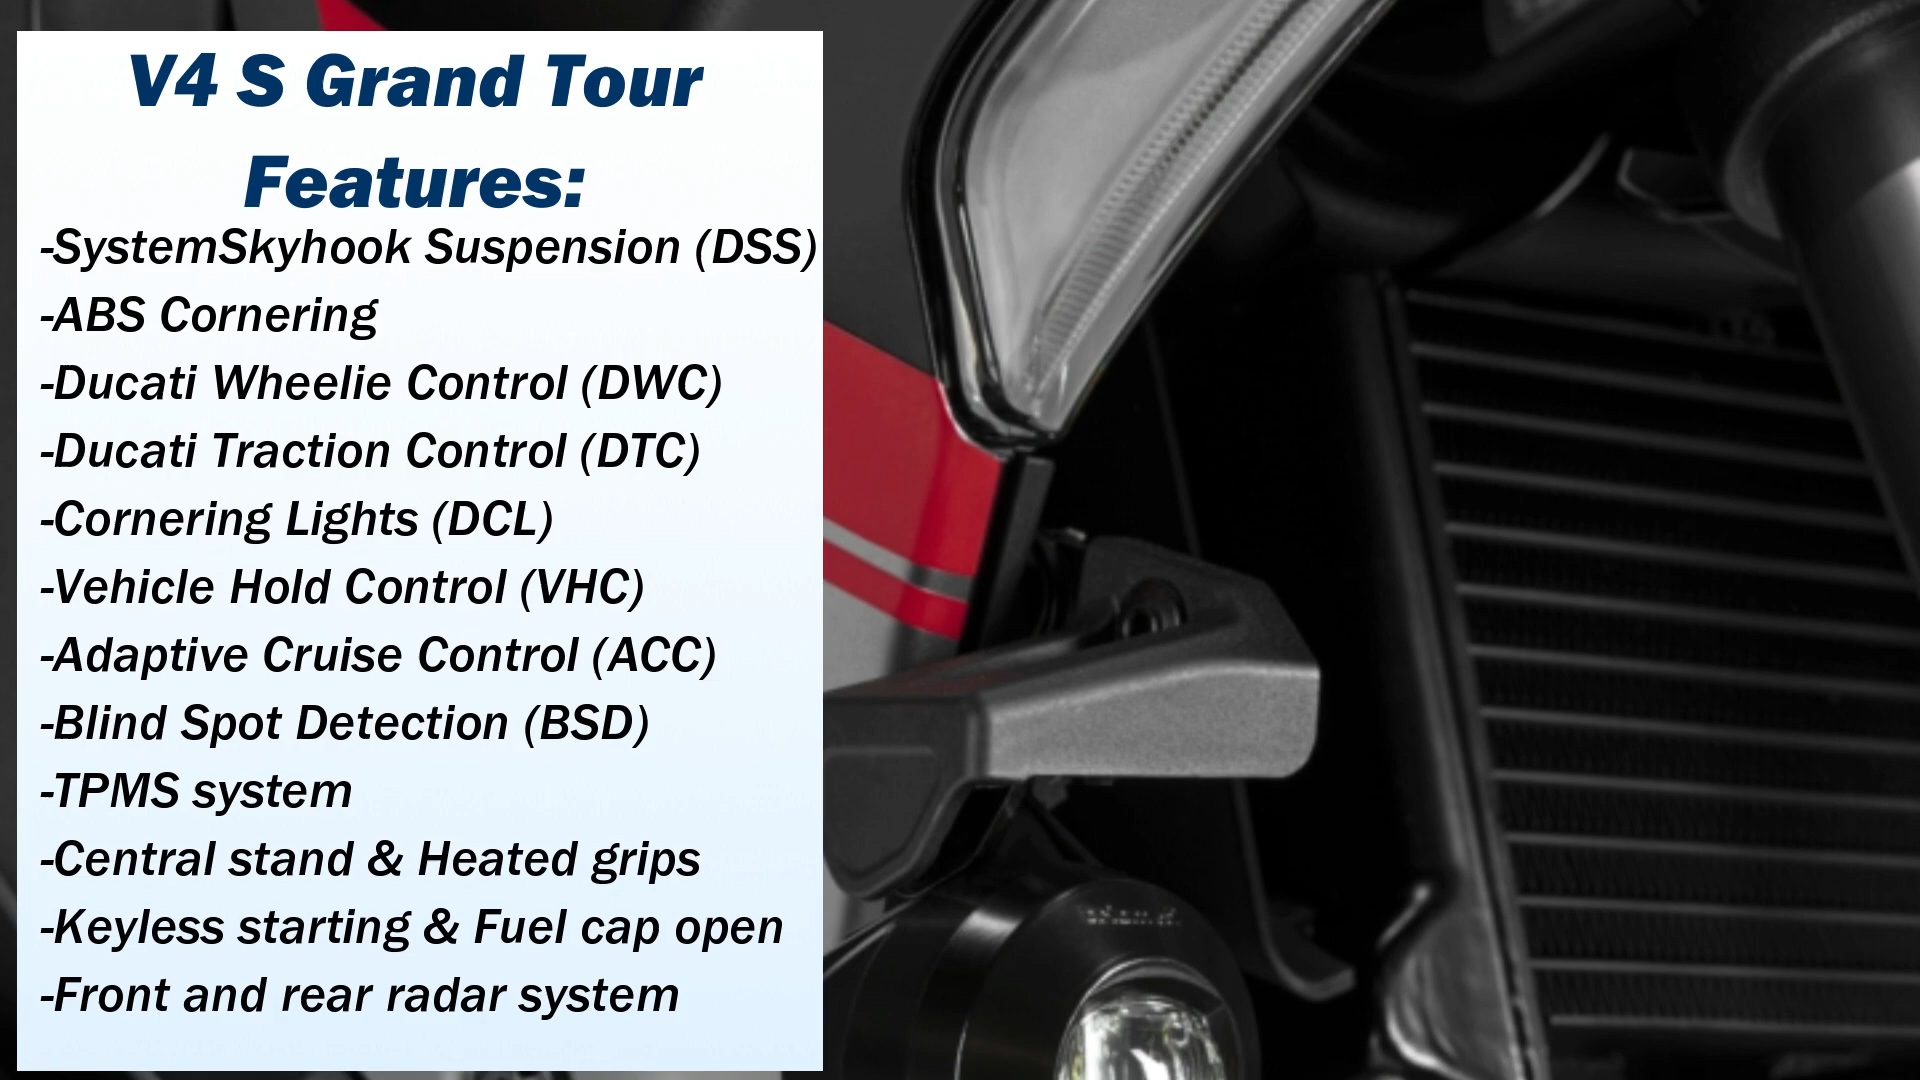 V4 S Grand Tour
Features:
-SystemSkyhook Suspension (DSS)
-ABS Cornering
-Ducati Wheelie Control (DWC)
-Ducati Traction Control (DTC)
-Cornering Lights (DCL)
-Vehicle Hold Control (VHC)
-Adaptive Cruise Control (ACC)
-Blind Spot Detection (BSD)
-TPMS system
-Central stand & Heated grips
-Keyless starting & Fuel cap open
-Front and rear radar system